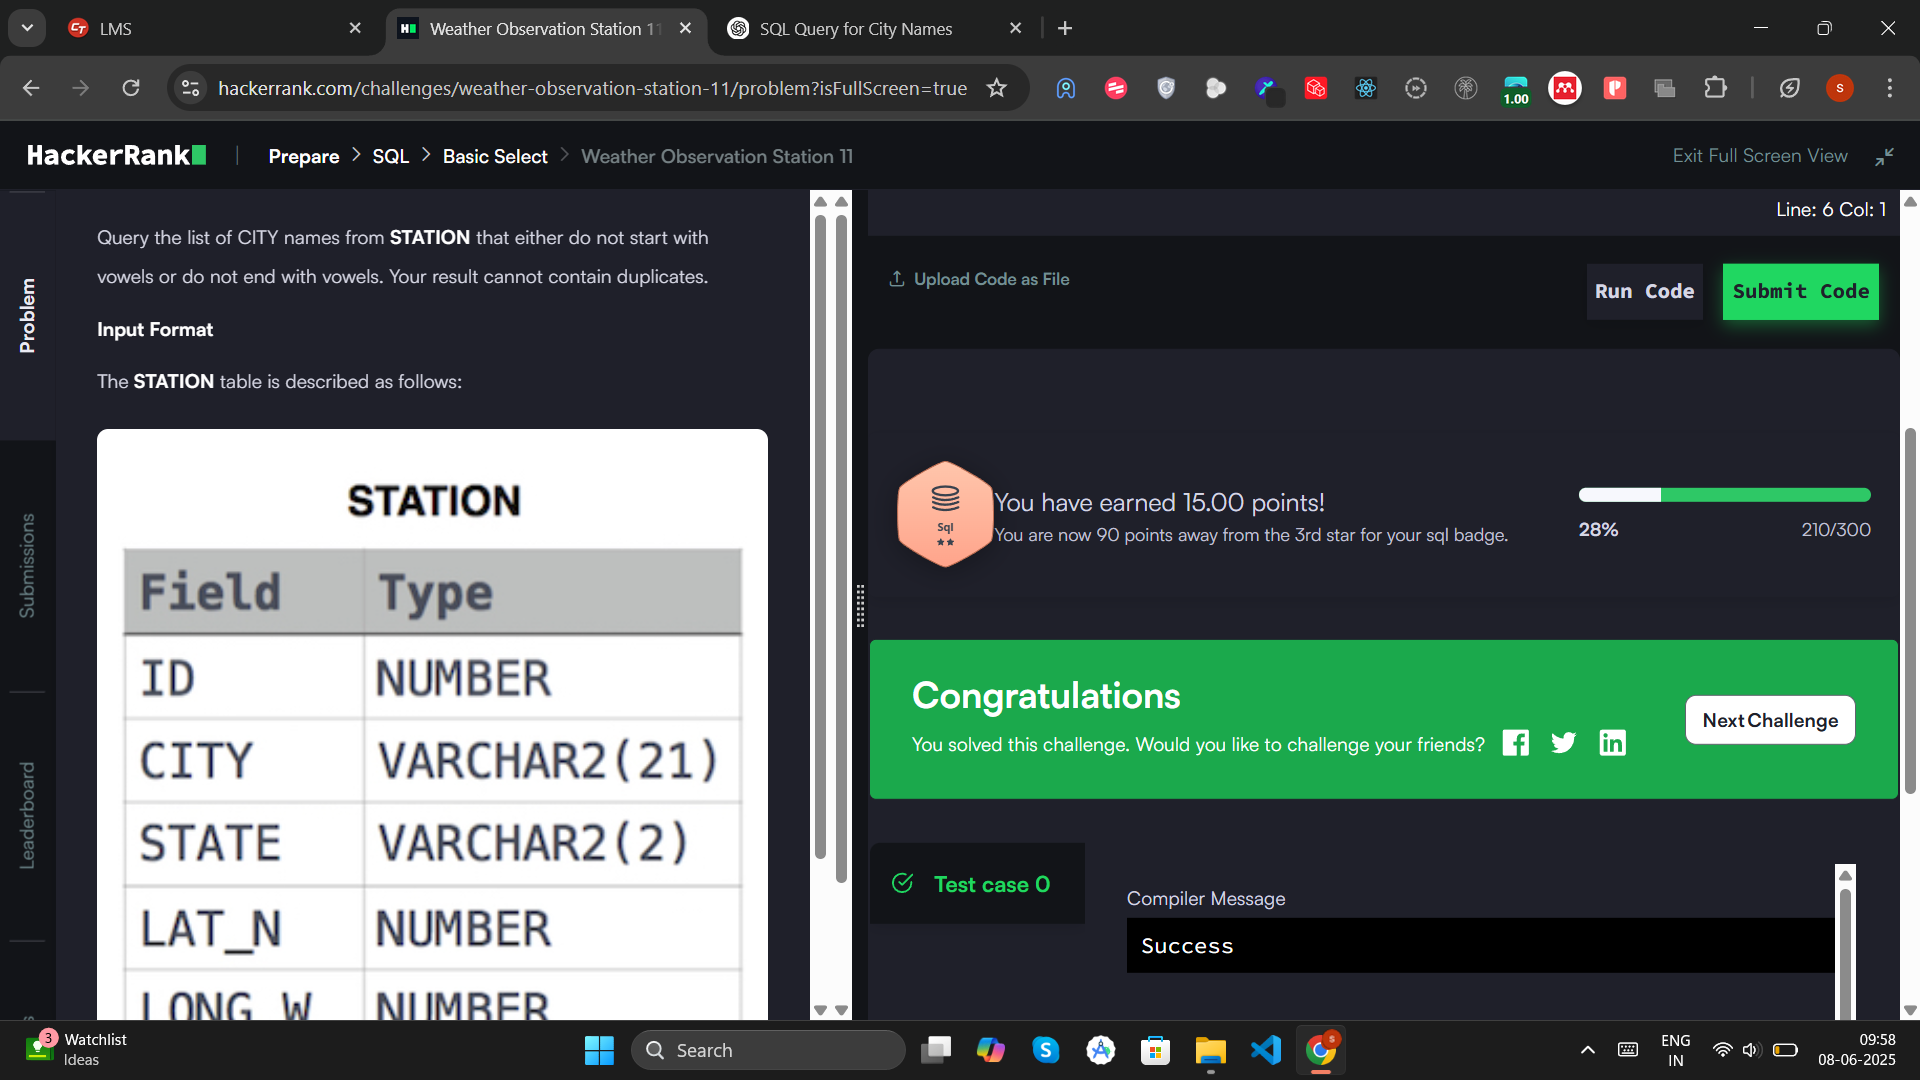 LMS
Weather Observation Station 11
SQL Query for City Names
hackerrank.com/challenges/weather-observation-station-11/problem?isFullScreen=true
1.00
s
HackerRank
Prepare
SQL
Basic Select
Weather Observation Station 11
Exit Full Screen View
Problem
Submissions
Leaderboard
Query the list of CITY names from STATION that either do not start with
vowels or do not end with vowels. Your result cannot contain duplicates.
Input Format
The STATION table is described as follows:
STATION
Field Type
ID NUMBER
CITY VARCHAR2(21)
STATE VARCHAR2(2)
LAT_N NUMBER
LONG_W NUMBER
Line: 6 Col: 1
Upload Code as File
Run Code
Submit Code
Sql
You have earned 15.00 points!
You are now 90 points away from the 3rd star for your sql badge.
28%
210/300
Congratulations
You solved this challenge. Would you like to challenge your friends?
Next Challenge
Test case 0
Compiler Message
Success
3
Watchlist
Ideas
Search
ENG
IN
09:58
08-06-2025